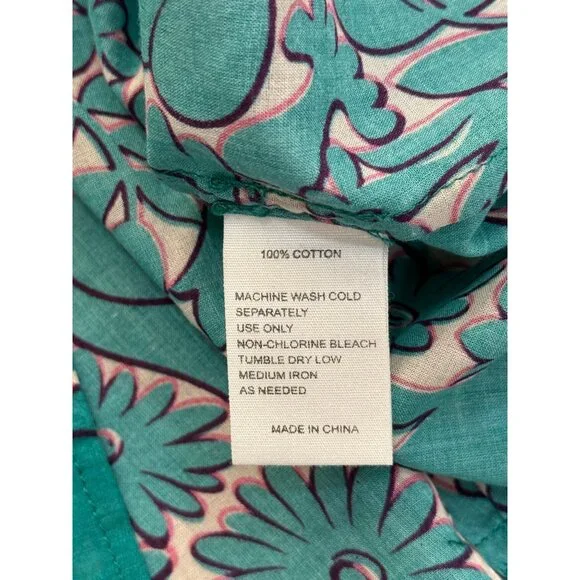 100% COTTON
MACHINE WASH COLD
SEPARATELY
USE ONLY
NON-CHLORINE BLEACH
TUMBLE DRY LOW
MEDIUM IRON
AS NEEDED
MADE IN CHINA